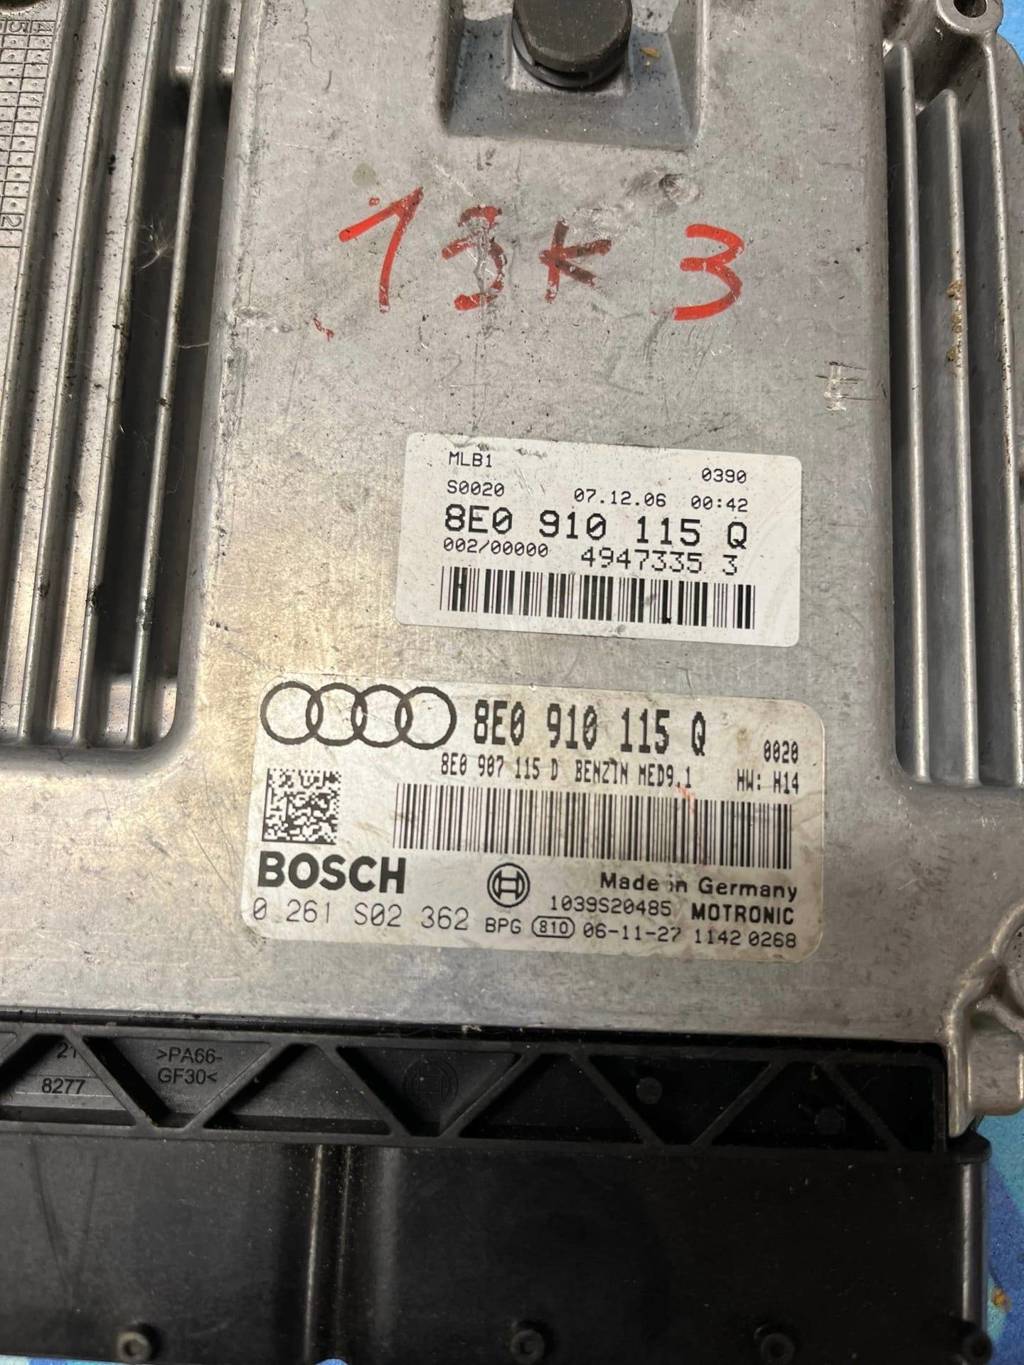 13K3
MLB1 0390
S0020 07.12.06 00:42
8E0 910 115 Q
002/00000 4947335 3
8E0 910 115 Q 0020
8E0 907 115 D BENZIN MED9.1 HW: H14
BOSCH Made in Germany
1039S20485 MOTRONIC
0 261 S02 362 BPG 810 06-11-27 1142 0268
>PA66-
GF30<
8277